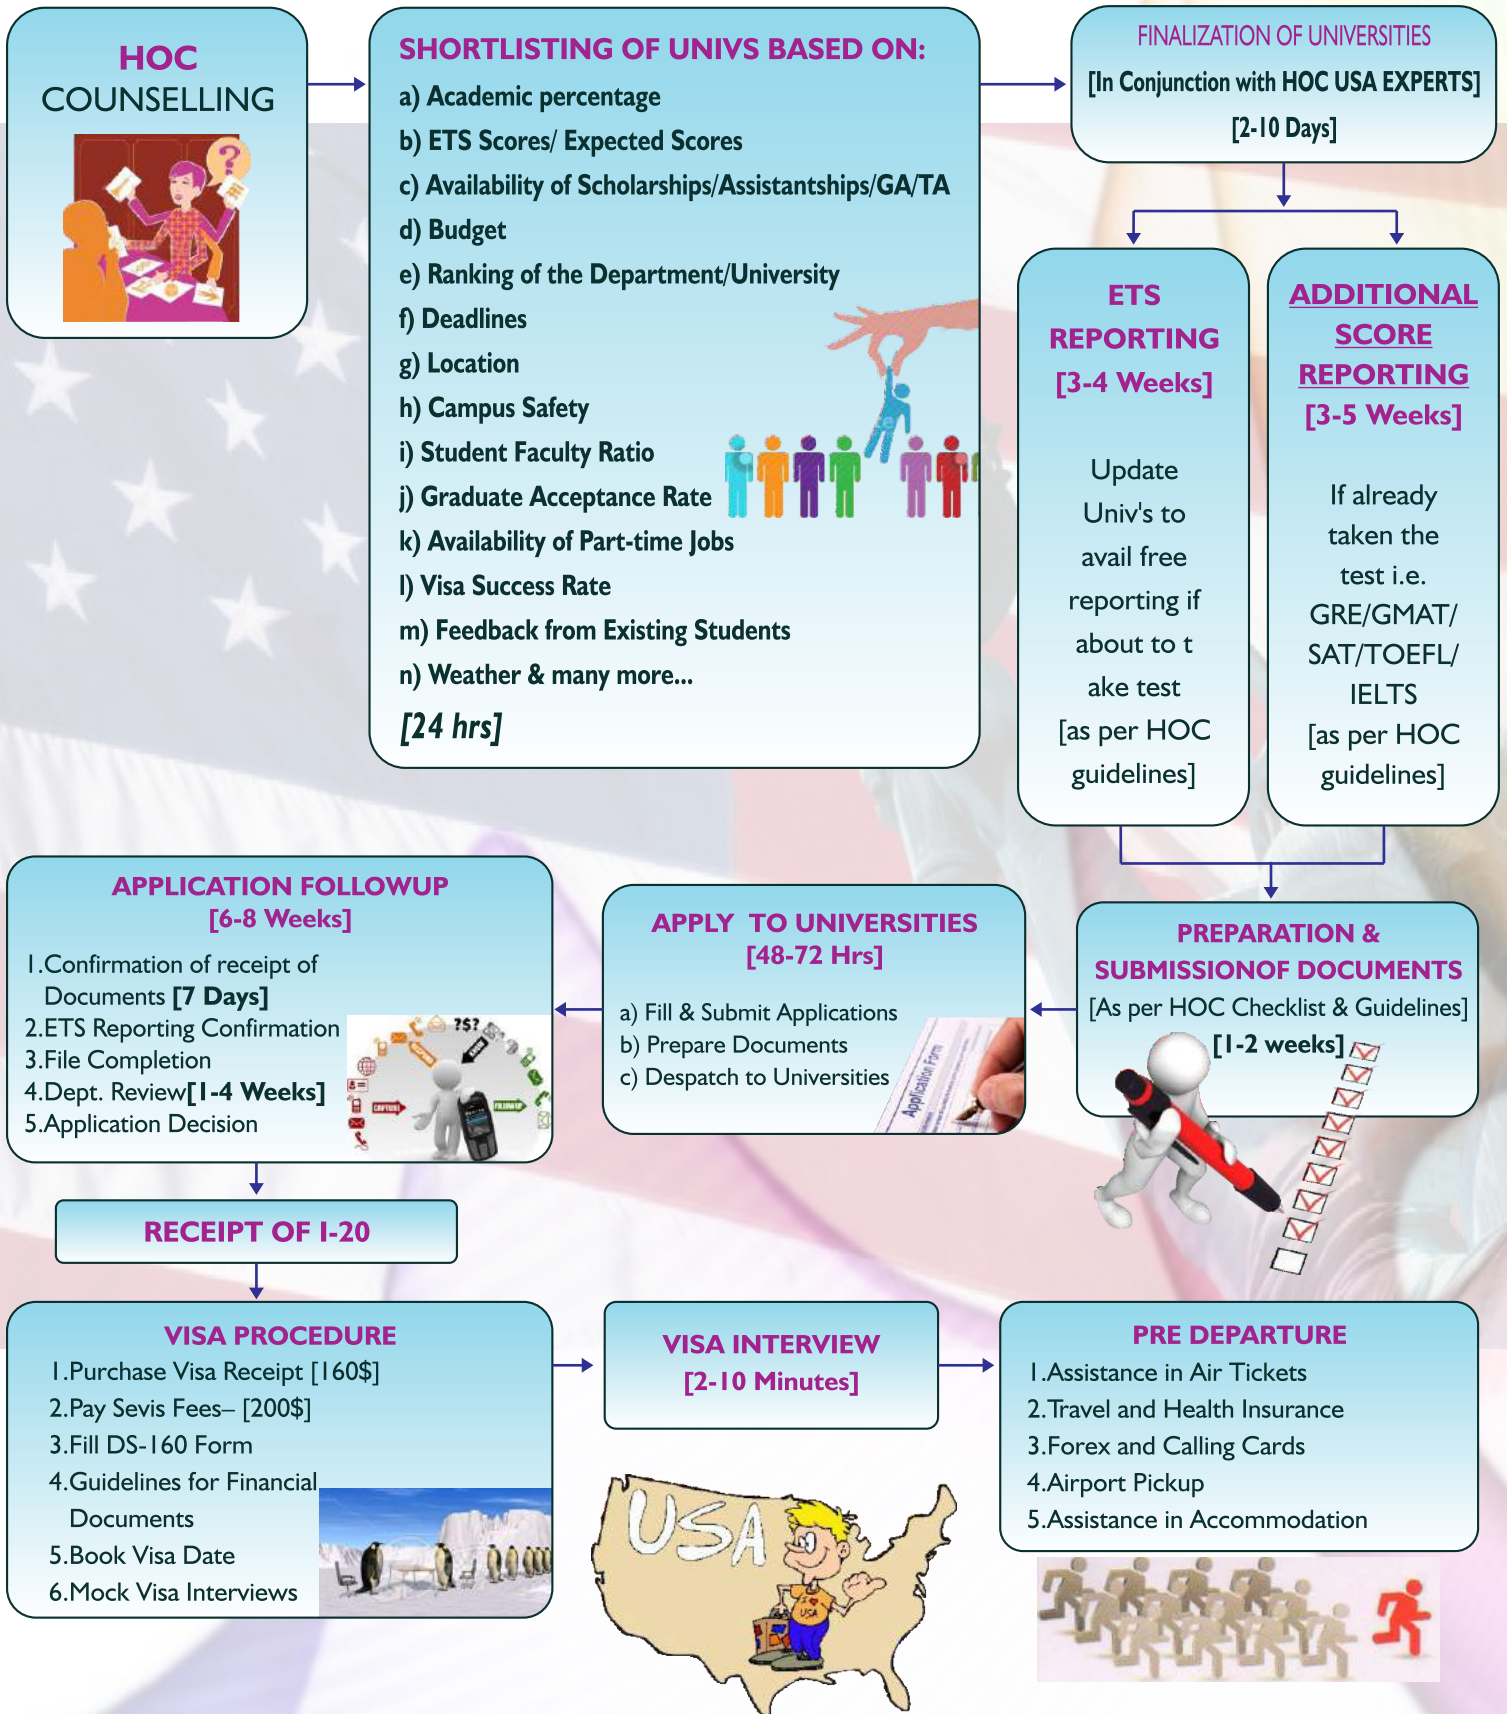 HOC
COUNSELLING
SHORTLISTING OF UNIVS BASED ON:
a) Academic percentage
b) ETS Scores/ Expected Scores
c) Availability of Scholarships/Assistantships/GA/TA
d) Budget
e) Ranking of the Department/University
f) Deadlines
g) Location
h) Campus Safety
i) Student Faculty Ratio
j) Graduate Acceptance Rate
k) Availability of Part-time Jobs
l) Visa Success Rate
m) Feedback from Existing Students
n) Weather & many more...
[24 hrs]
FINALIZATION OF UNIVERSITIES
[In Conjunction with HOC USA EXPERTS]
[2-10 Days]
ETS
REPORTING
[3-4 Weeks]
Update
Univ's to
avail free
reporting if
about to t
ake test
[as per HOC
guidelines]
ADDITIONAL
SCORE
REPORTING
[3-5 Weeks]
If already
taken the
test i.e.
GRE/GMAT/
SAT/TOEFL/
IELTS
[as per HOC
guidelines]
PREPARATION &
SUBMISSIONOF DOCUMENTS
[As per HOC Checklist & Guidelines]
[1-2 weeks]
APPLY  TO UNIVERSITIES
[48-72 Hrs]
a) Fill & Submit Applications
b) Prepare Documents
c) Despatch to Universities
Application Form
APPLICATION FOLLOWUP
[6-8 Weeks]
1.Confirmation of receipt of
Documents [7 Days]
2.ETS Reporting Confirmation
3.File Completion
4.Dept. Review[1-4 Weeks]
5.Application Decision
?$?
CAPTURE
FOLLOWUP
RECEIPT OF I-20
VISA PROCEDURE
1.Purchase Visa Receipt [160$]
2.Pay Sevis Fees– [200$]
3.Fill DS-160 Form
4.Guidelines for Financial
Documents
5.Book Visa Date
6.Mock Visa Interviews
VISA INTERVIEW
[2-10 Minutes]
USA
I
USA
PRE DEPARTURE
1.Assistance in Air Tickets
2.Travel and Health Insurance
3.Forex and Calling Cards
4.Airport Pickup
5.Assistance in Accommodation